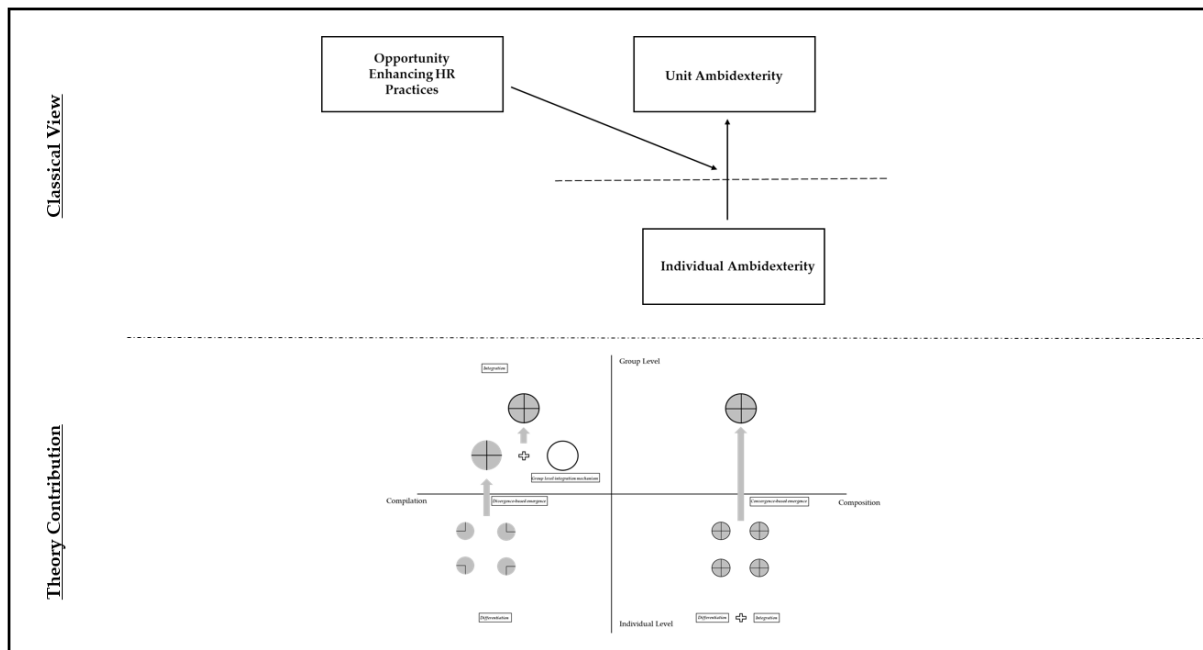 Classical View
Opportunity
Enhancing HR
Practices
Unit Ambidexterity
Individual Ambidexterity
Theory Contribution
Group Level
Integration
Group-level integration mechanism
Compilation
Divergence-based emergence
Convergence-based emergence
Composition
Differentiation
Individual Level
Differentiation
Integration